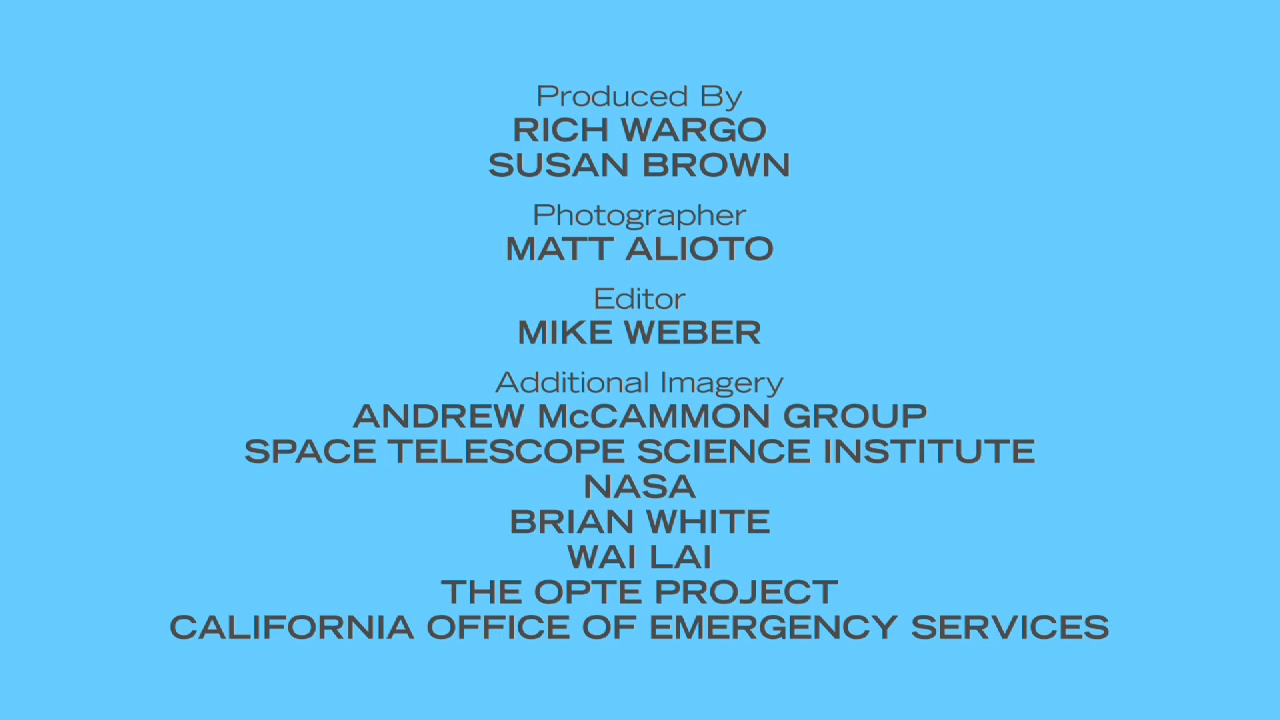 Produced By
RICH WARGO
SUSAN BROWN
Photographer
MATT ALIOTO
Editor
MIKE WEBER
Additional Imagery
ANDREW McCAMMON GROUP
SPACE TELESCOPE SCIENCE INSTITUTE
NASA
BRIAN WHITE
WAI LAI
THE OPTE PROJECT
CALIFORNIA OFFICE OF EMERGENCY SERVICES